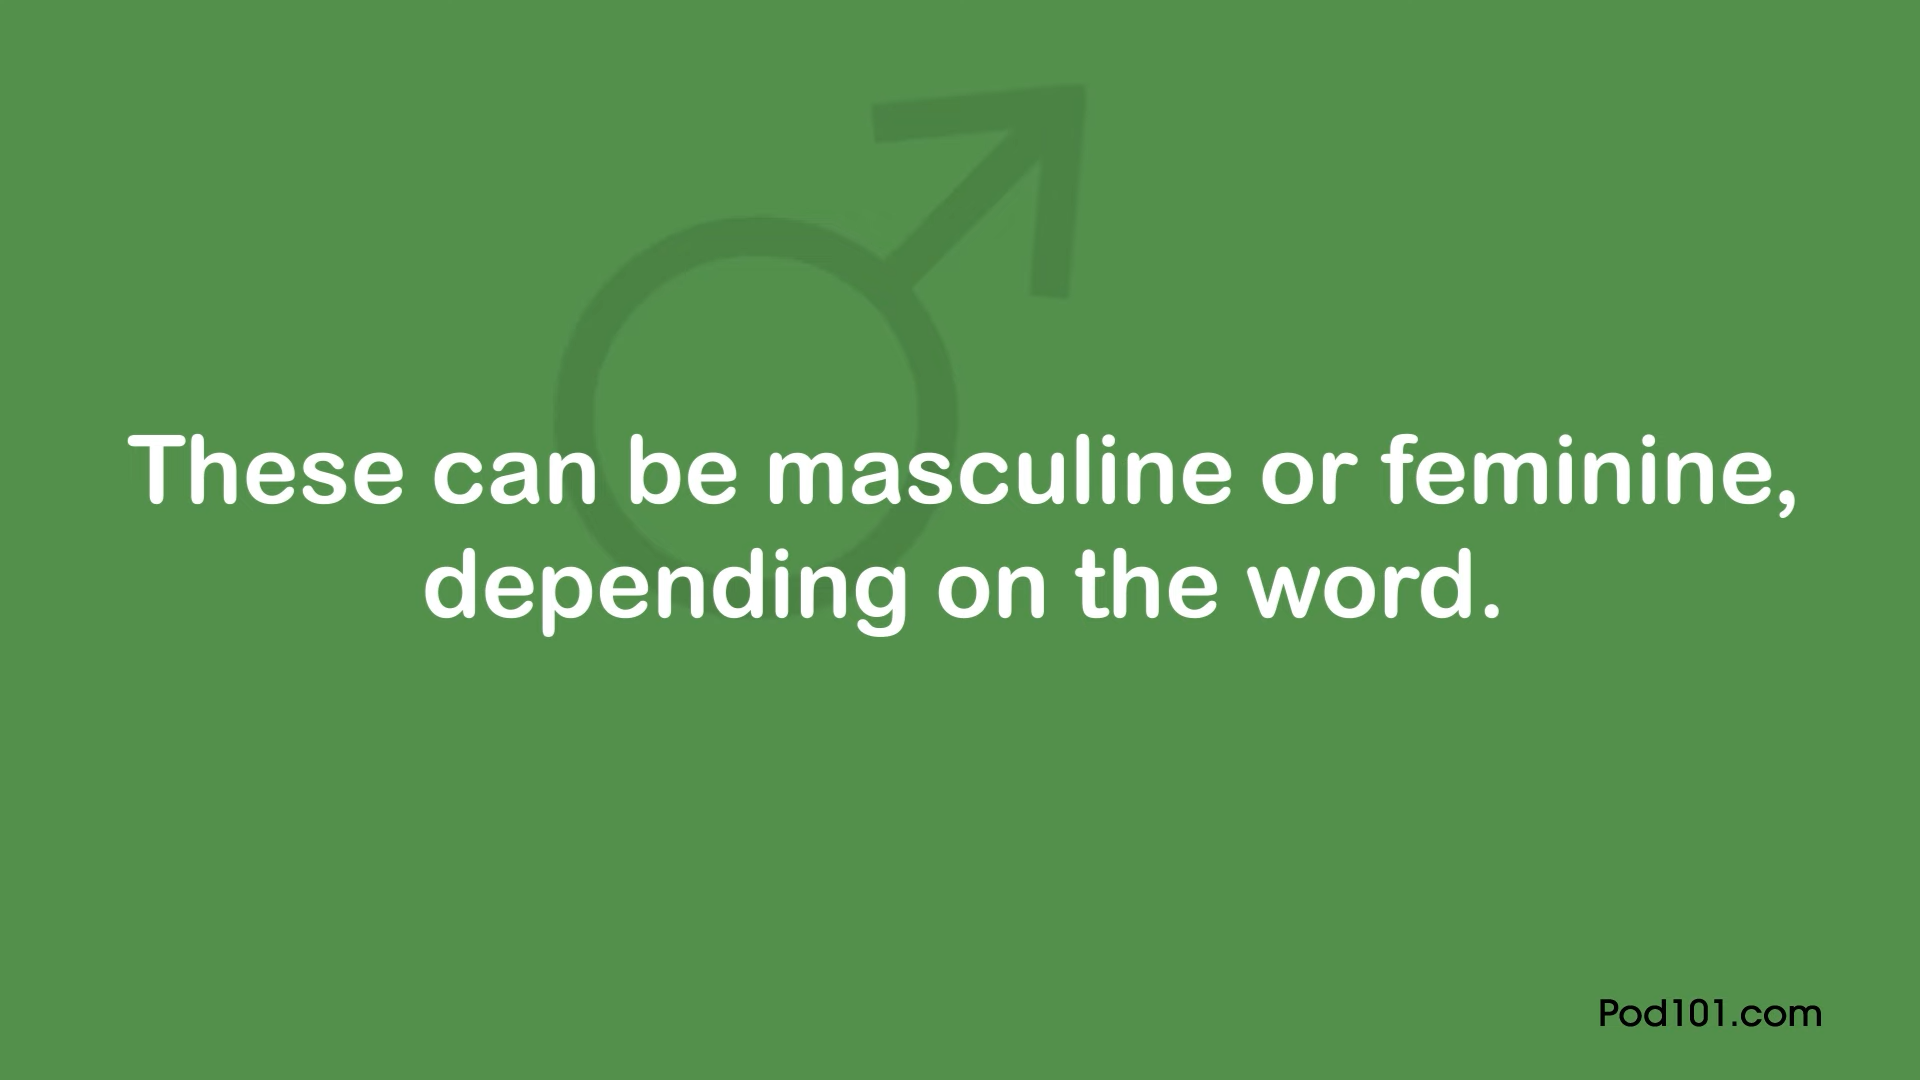 These can be masculine or feminine,
depending on the word.
Pod101.com